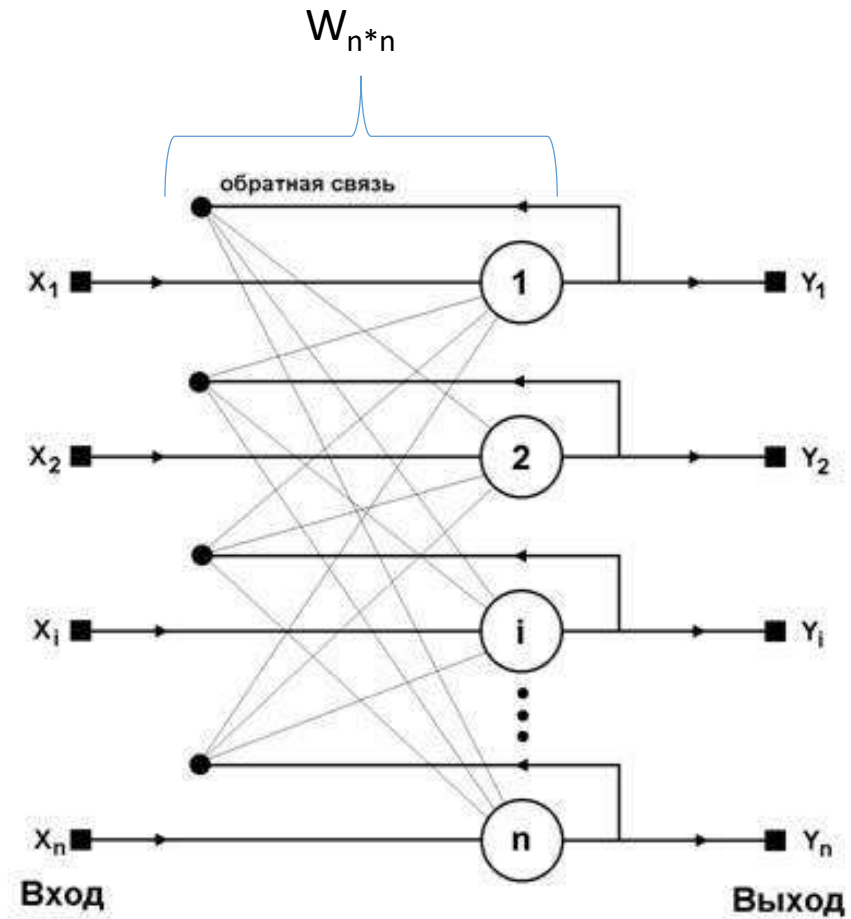 Wn*n
обратная связь
X1 1 Y1
X2 2 Y2
Xi i Yi
Xn n Yn
Вход Выход